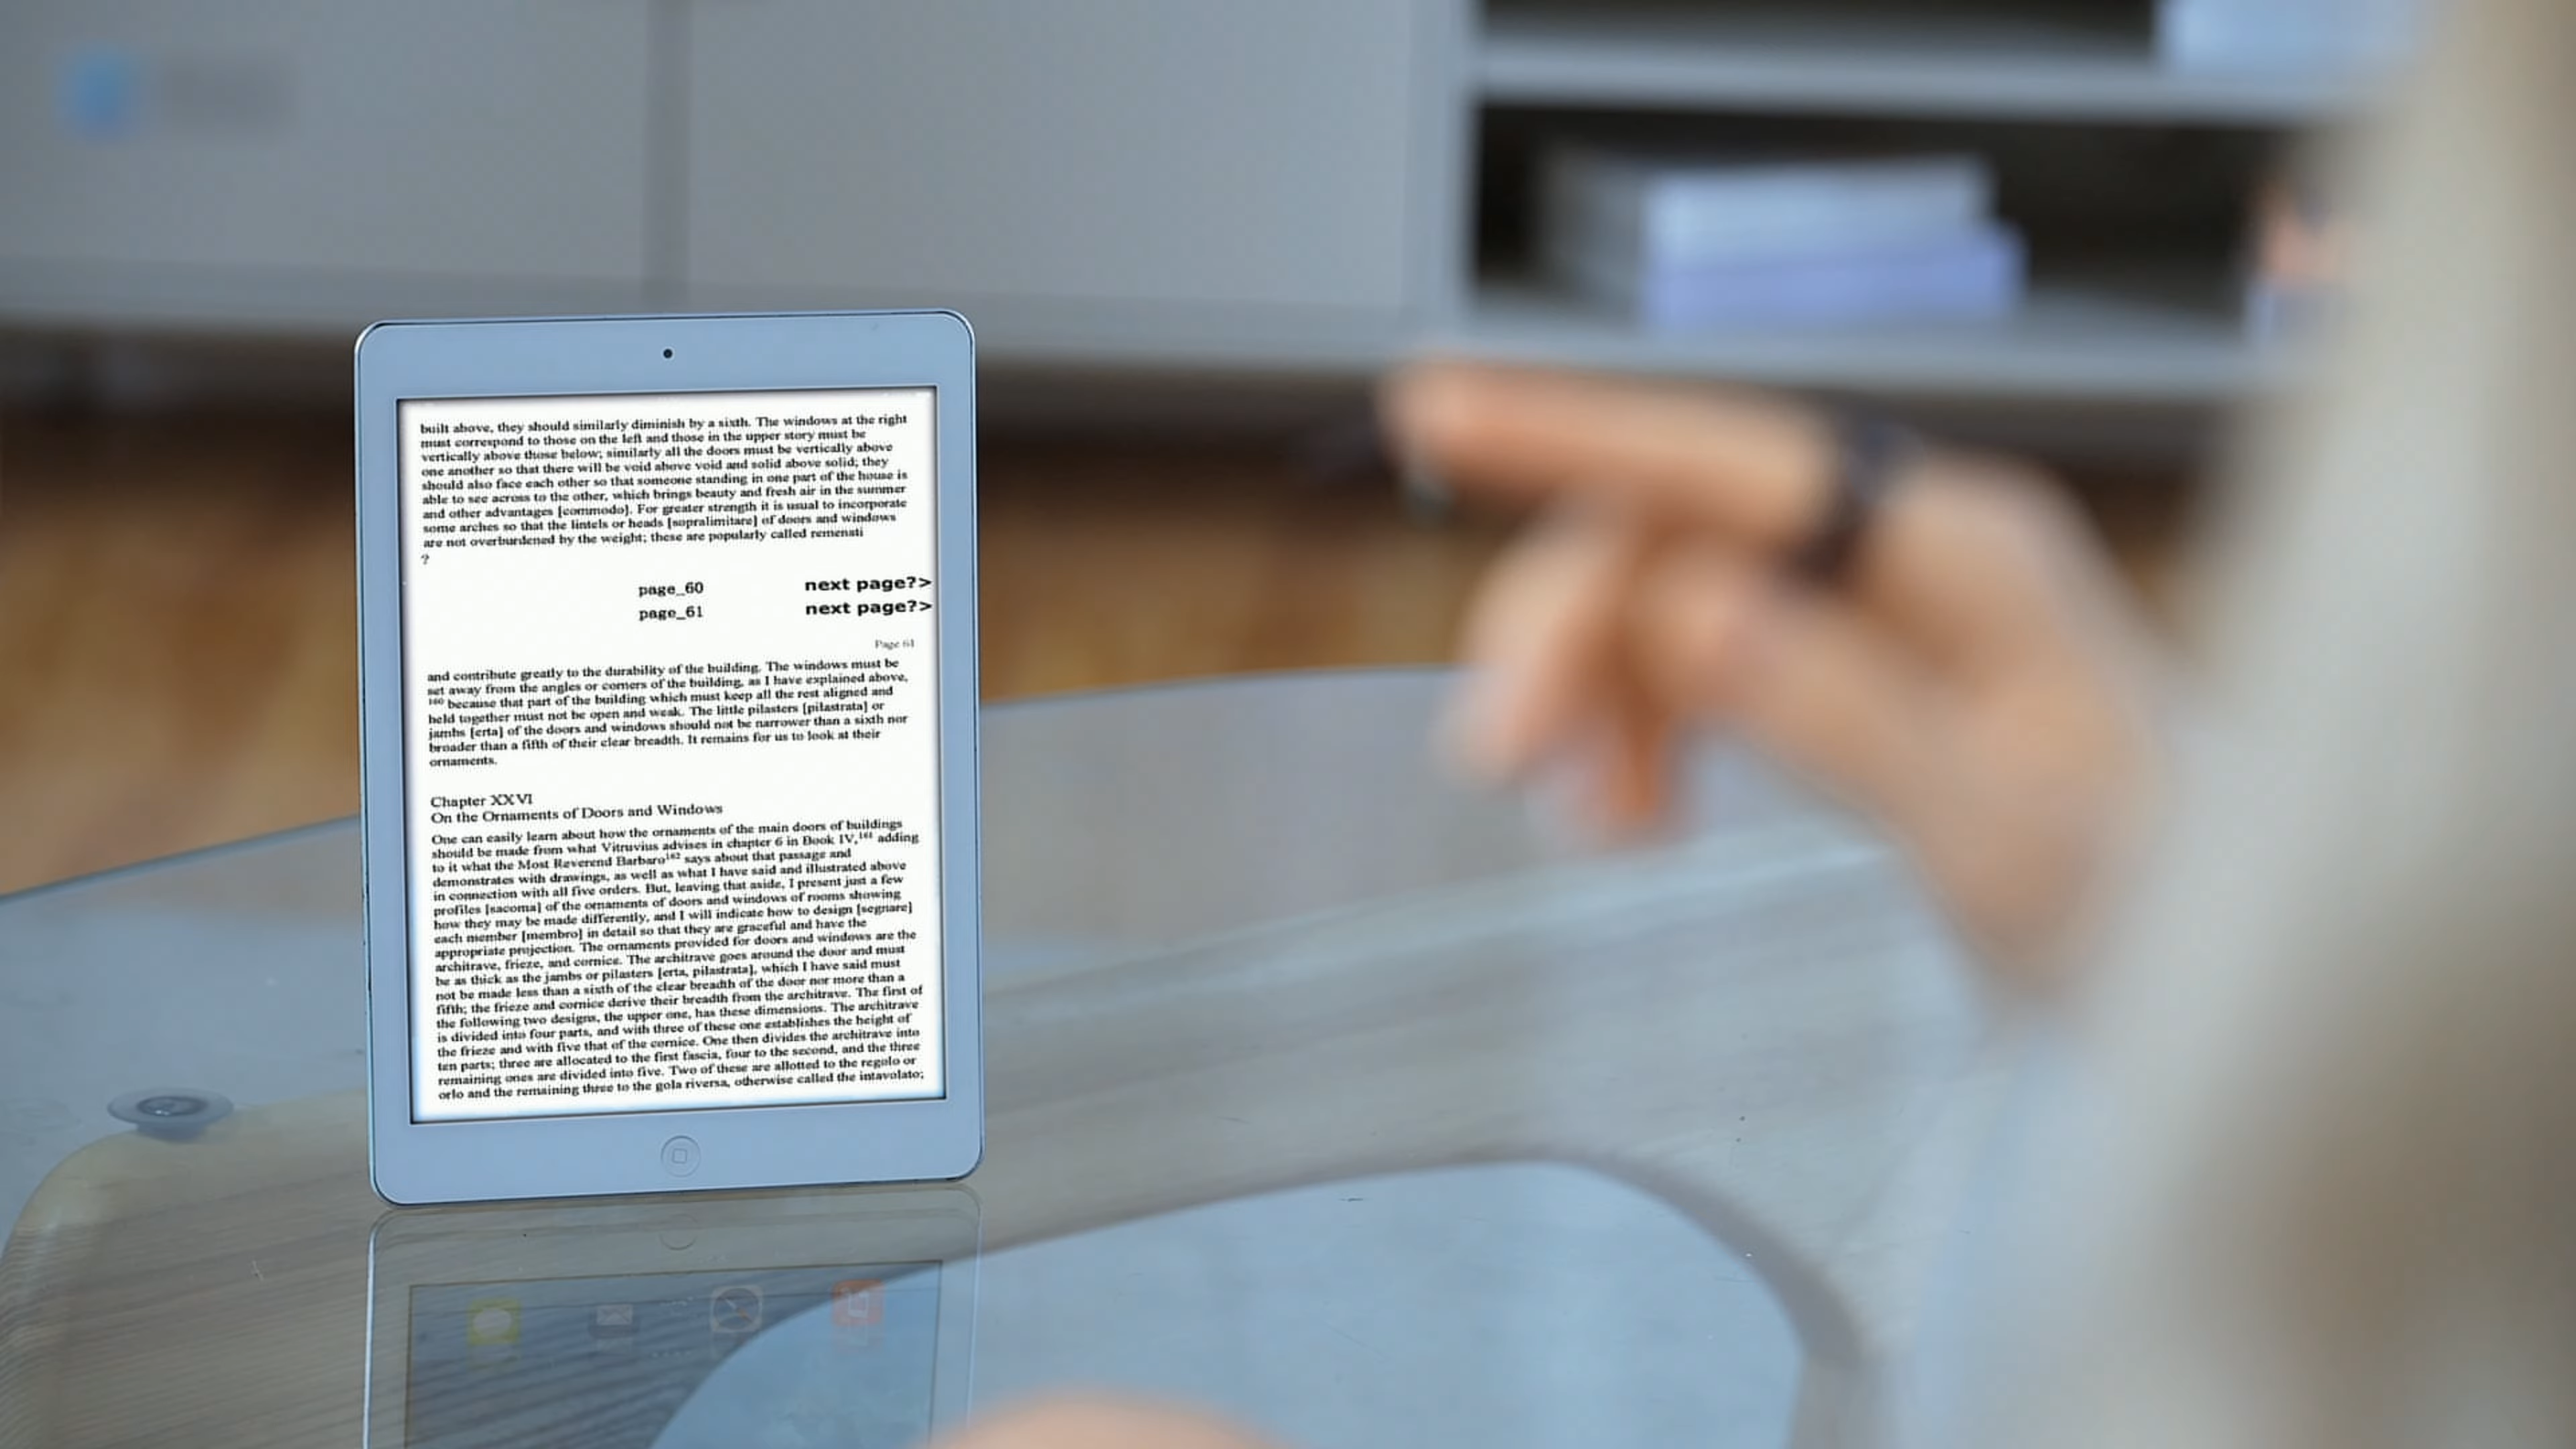 built above, they should similarly diminish by a sixth. The windows at the right
must correspond to those on the left and those in the upper story must be
vertically above those below; similarly all the doors must be vertically above
one another so that there will be void above void and solid above solid; they
should also face each other so that someone standing in one part of the house is
able to see across to the other, which brings beauty and fresh air in the summer
and other advantages [commodo]. For greater strength it is usual to incorporate
some arches so that the lintels or heads [sopralimitare] of doors and windows
are not overburdened by the weight; these are popularly called remenati
?
page_60 next page?>
page_61 next page?>
Page 61
and contribute greatly to the durability of the building. The windows must be
set away from the angles or corners of the building, as I have explained above,
160 because that part of the building which must keep all the rest aligned and
held together must not be open and weak. The little pilasters [pilastrata] or
jambs [erta] of the doors and windows should not be narrower than a sixth nor
broader than a fifth of their clear breadth. It remains for us to look at their
ornaments.
Chapter XXVI
On the Ornaments of Doors and Windows
One can easily learn about how the ornaments of the main doors of buildings
should be made from what Vitruvius advises in chapter 6 in Book IV,161 adding
to it what the Most Reverend Barbaro162 says about that passage and
demonstrates with drawings, as well as what I have said and illustrated above
in connection with all five orders. But, leaving that aside, I present just a few
profiles [sacoma] of the ornaments of doors and windows of rooms showing
how they may be made differently, and I will indicate how to design [segnare]
each member [membro] in detail so that they are graceful and have the
appropriate projection. The ornaments provided for doors and windows are the
architrave, frieze, and cornice. The architrave goes around the door and must
be as thick as the jambs or pilasters [erta, pilastrata], which I have said must
not be made less than a sixth of the clear breadth of the door nor more than a
fifth; the frieze and cornice derive their breadth from the architrave. The first of
the following two designs, the upper one, has these dimensions. The architrave
is divided into four parts, and with three of these one establishes the height of
the frieze and with five that of the cornice. One then divides the architrave into
ten parts; three are allocated to the first fascia, four to the second, and the three
remaining ones are divided into five. Two of these are allotted to the regolo or
orlo and the remaining three to the gola riversa, otherwise called the intavolato;